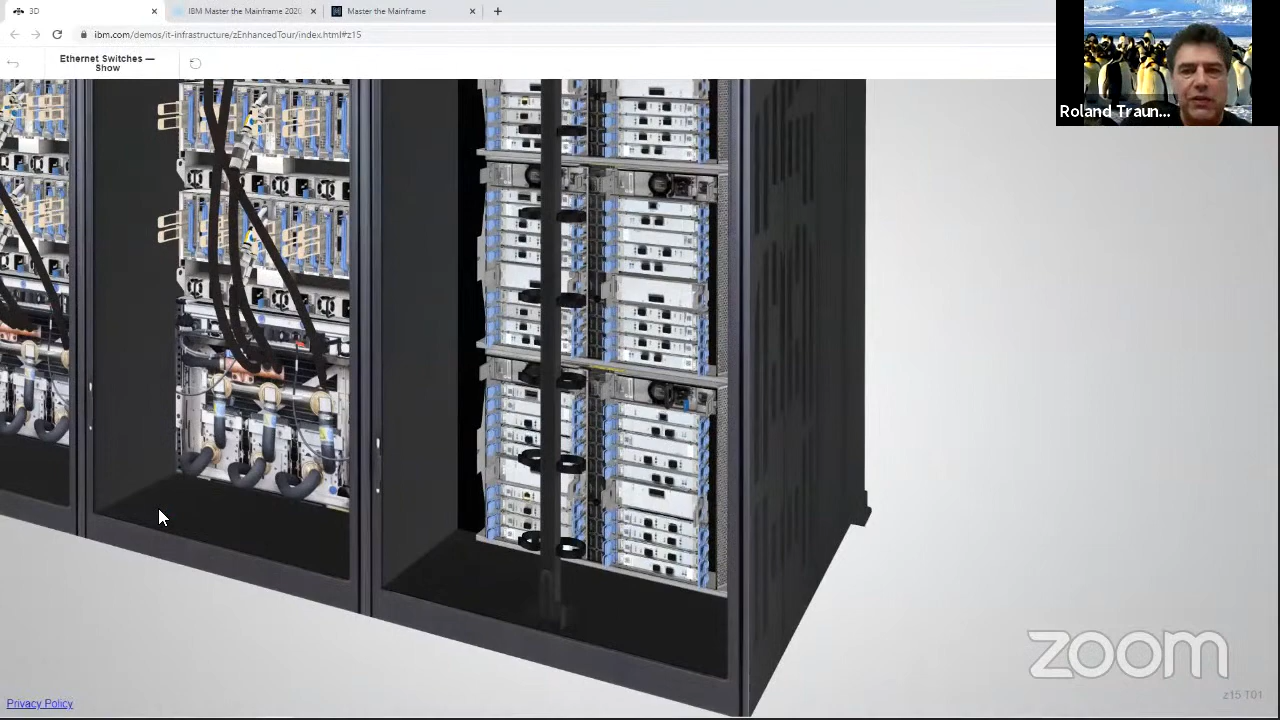 3D
IBM Master the Mainframe 2020
Master the Mainframe
ibm.com/demos/it-infrastructure/zEnhancedTour/index.html#z15
Ethernet Switches —
Show
Roland Traun...
zoom
z15 T01
Privacy Policy